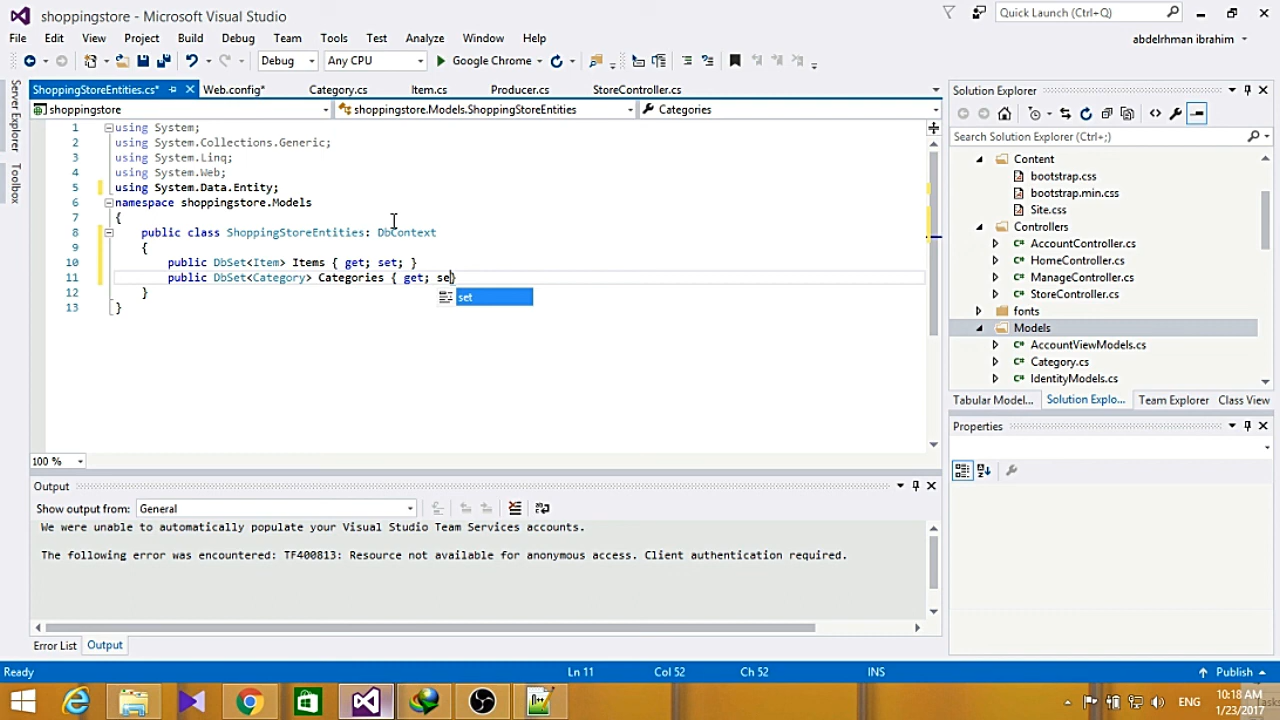 shoppingstore - Microsoft Visual Studio
Quick Launch (Ctrl+Q)
File Edit View Project Build Debug Team Tools Test Analyze Window Help
abdelrhman ibrahim
Debug Any CPU Google Chrome
ShoppingStoreEntities.cs* Web.config* Category.cs Item.cs Producer.cs StoreController.cs
shoppingstore shoppingstore.Models.ShoppingStoreEntities Categories
Server Explorer
Toolbox
1 using System;
2 using System.Collections.Generic;
3 using System.Linq;
4 using System.Web;
5 using System.Data.Entity;
6 namespace shoppingstore.Models
7 {
8 public class ShoppingStoreEntities: DbContext
9 {
10 public DbSet<Item> Items { get; set; }
11 public DbSet<Category> Categories { get; se}
set
12 }
13 }
100 %
Solution Explorer
Search Solution Explorer (Ctrl+;)
Content
bootstrap.css
bootstrap.min.css
Site.css
Controllers
AccountController.cs
HomeController.cs
ManageController.cs
StoreController.cs
fonts
Models
AccountViewModels.cs
Category.cs
IdentityModels.cs
Tabular Model... Solution Explo... Team Explorer Class View
Properties
Output
Show output from: General
We were unable to automatically populate your Visual Studio Team Services accounts.
The following error was encountered: TF400813: Resource not available for anonymous access. Client authentication required.
Error List Output
Ready Ln 11 Col 52 Ch 52 INS Publish
ENG
10:18 AM
1/23/2017